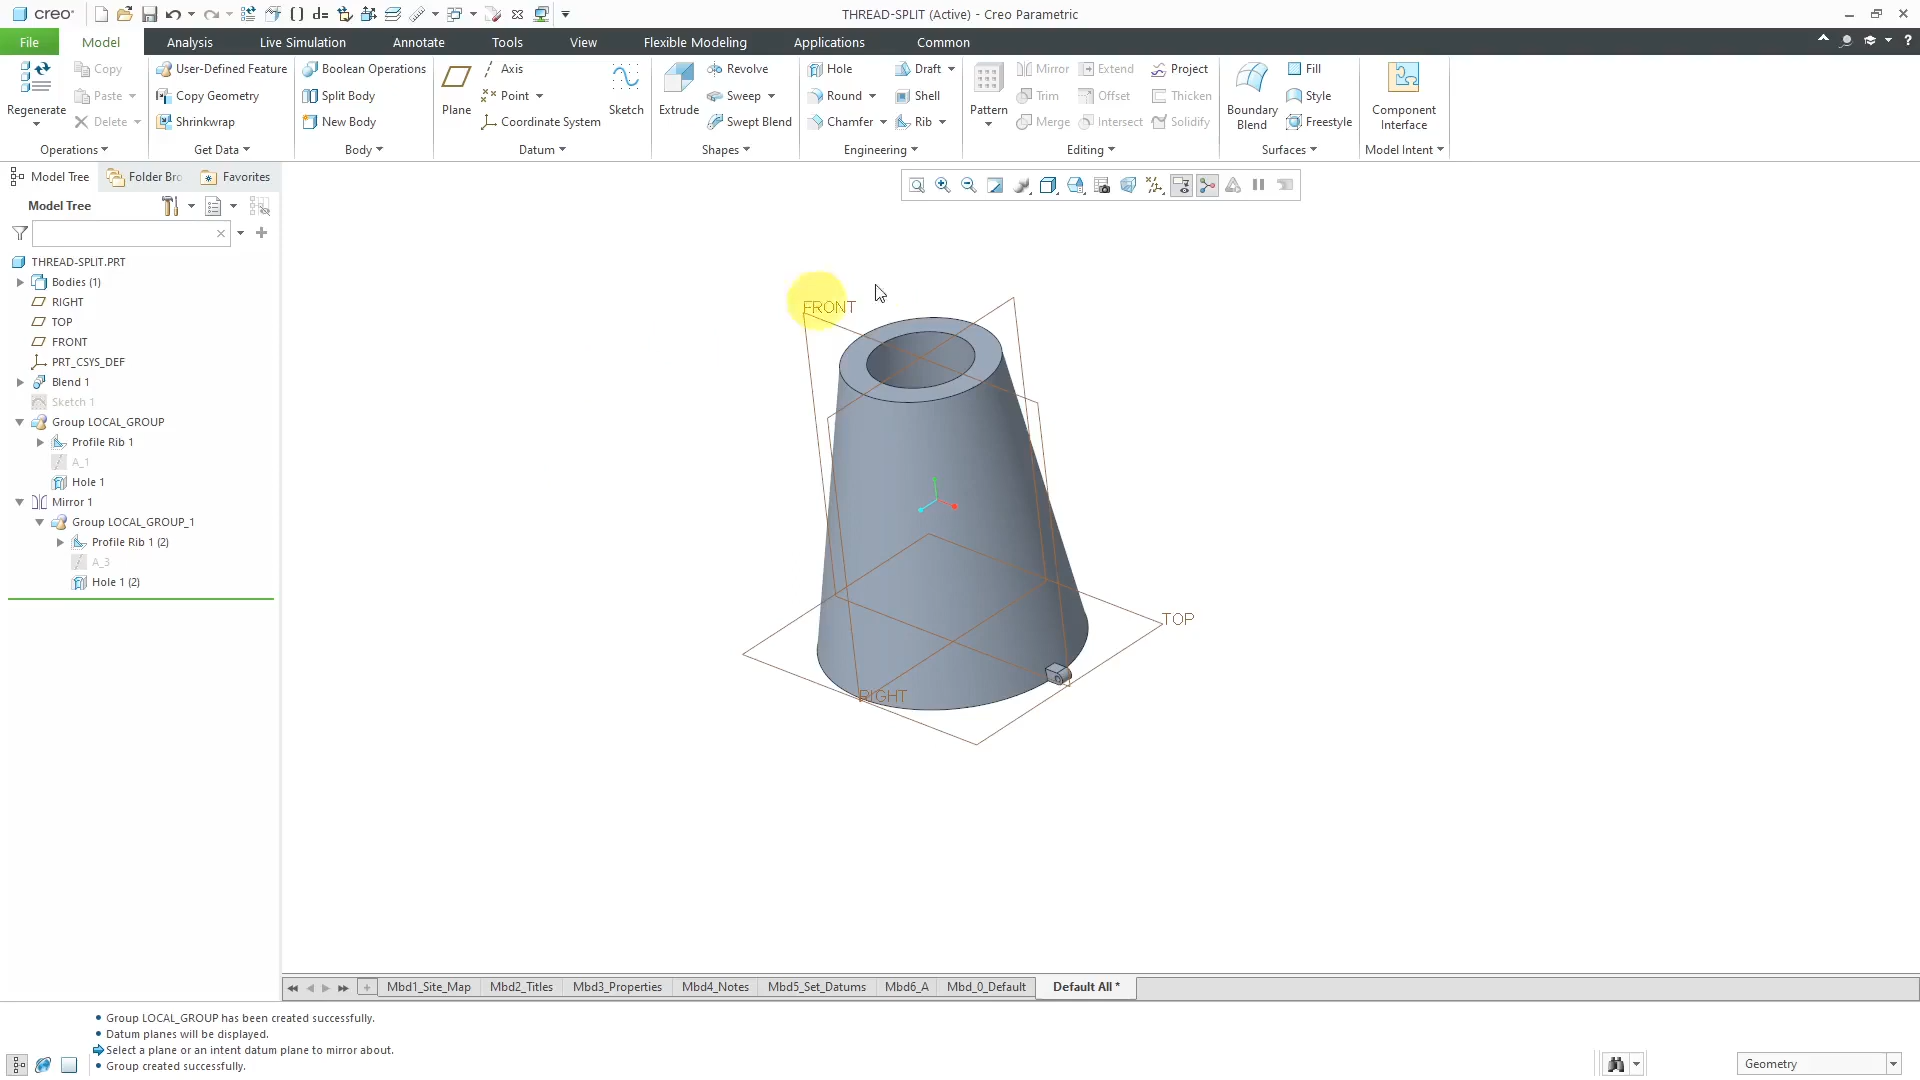 creo
THREAD-SPLIT (Active) - Creo Parametric
File
Model
Analysis
Live Simulation
Annotate
Tools
View
Flexible Modeling
Applications
Common
Regenerate
Copy
Paste
Delete
Operations
User-Defined Feature
Copy Geometry
Shrinkwrap
Get Data
Boolean Operations
Split Body
New Body
Body
Plane
Axis
Point
Coordinate System
Sketch
Datum
Extrude
Revolve
Sweep
Swept Blend
Shapes
Hole
Round
Chamfer
Draft
Shell
Rib
Engineering
Pattern
Mirror
Trim
Merge
Extend
Offset
Intersect
Project
Thicken
Solidify
Editing
Boundary
Blend
Fill
Style
Freestyle
Surfaces
Component
Interface
Model Intent
Model Tree
Folder Bro
Favorites
Model Tree
THREAD-SPLIT.PRT
Bodies (1)
RIGHT
TOP
FRONT
PRT_CSYS_DEF
Blend 1
Sketch 1
Group LOCAL_GROUP
Profile Rib 1
A_1
Hole 1
Mirror 1
Group LOCAL_GROUP_1
Profile Rib 1 (2)
A_3
Hole 1 (2)
FRONT
TOP
RIGHT
Mbd1_Site_Map
Mbd2_Titles
Mbd3_Properties
Mbd4_Notes
Mbd5_Set_Datums
Mbd6_A
Mbd_0_Default
Default All *
• Group LOCAL_GROUP has been created successfully.
• Datum planes will be displayed.
Select a plane or an intent datum plane to mirror about.
• Group created successfully.
Geometry